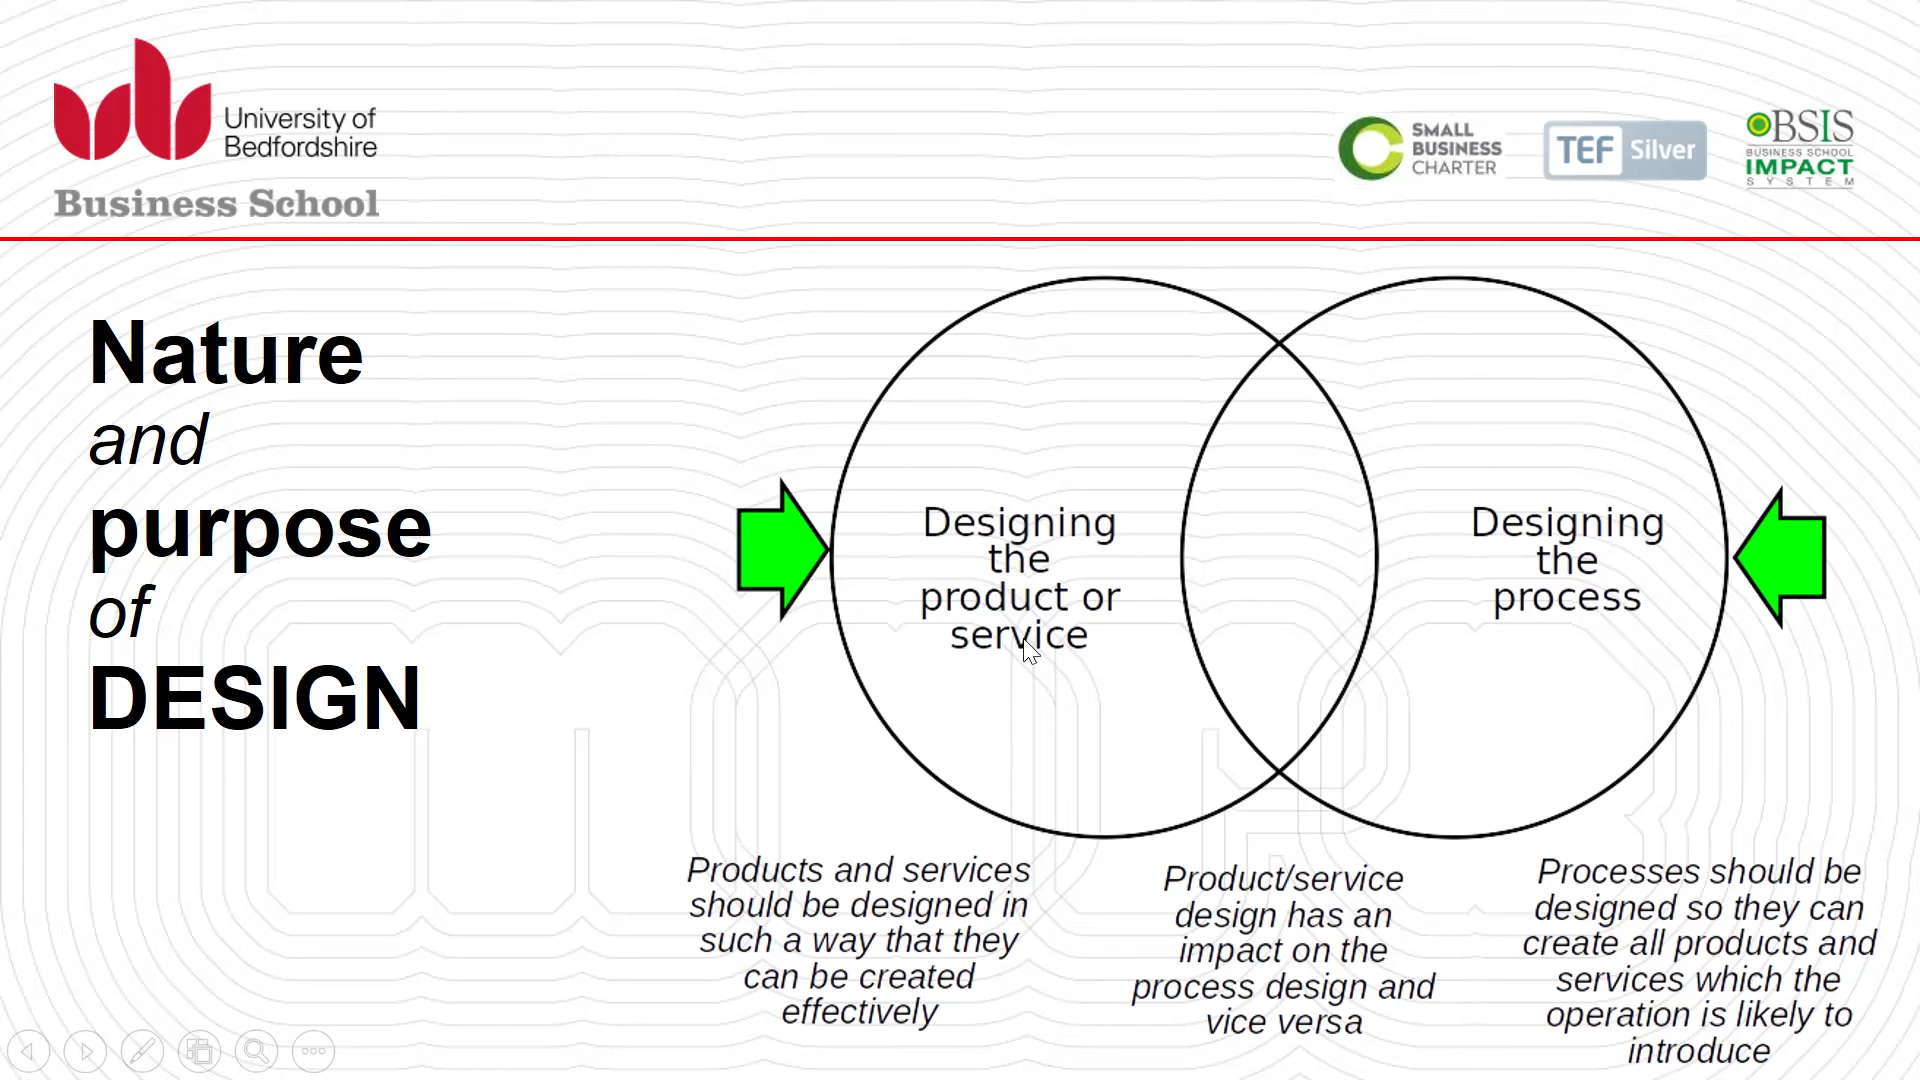 University of
Bedfordshire
Business School
SMALL
BUSINESS
CHARTER
TEF Silver
BSIS
BUSINESS SCHOOL
IMPACT
SYSTEM
Nature
and
purpose
of
DESIGN
Designing
the
product or
service
Designing
the
process
Products and services
should be designed in
such a way that they
can be created
effectively
Product/service
design has an
impact on the
process design and
vice versa
Processes should be
designed so they can
create all products and
services which the
operation is likely to
introduce